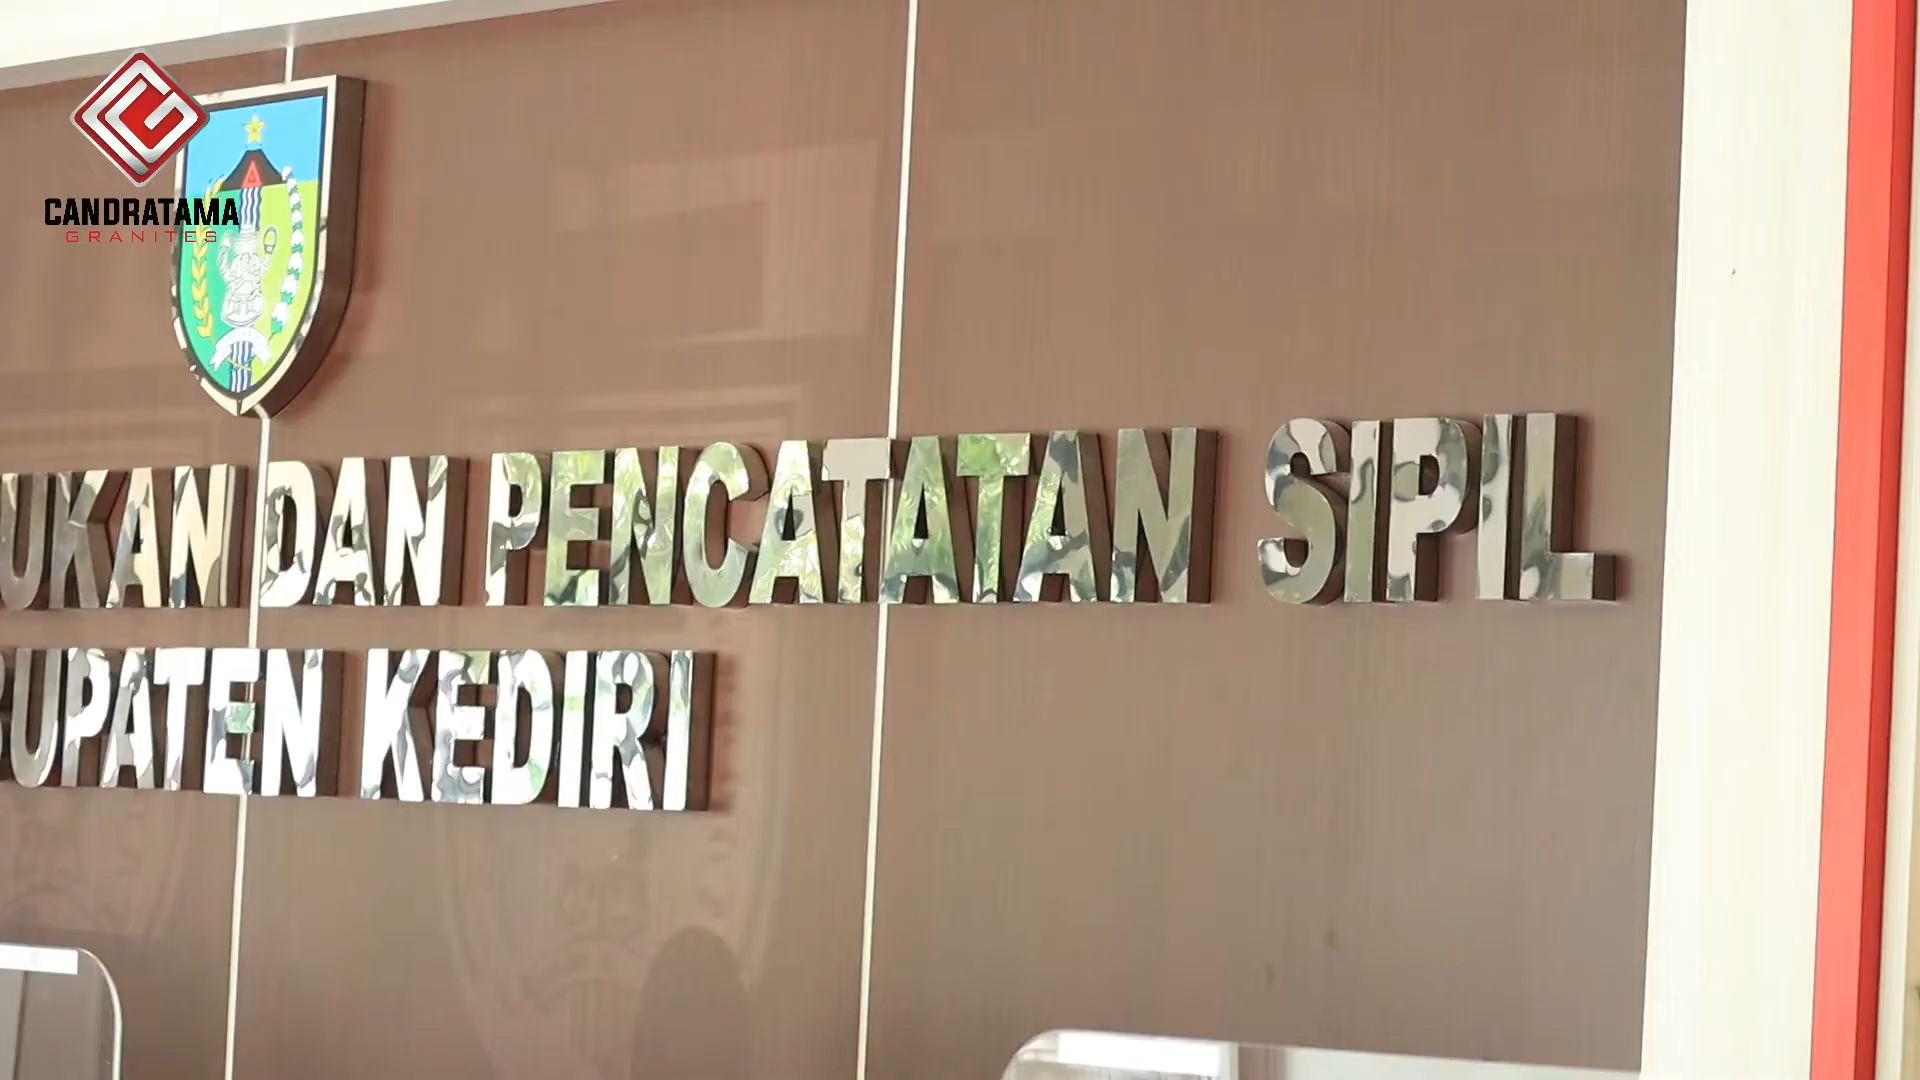 CANDRATAMA
GRANITES
UKAN DAN PENCATATAN SIPIL
BUPATEN KEDIRI